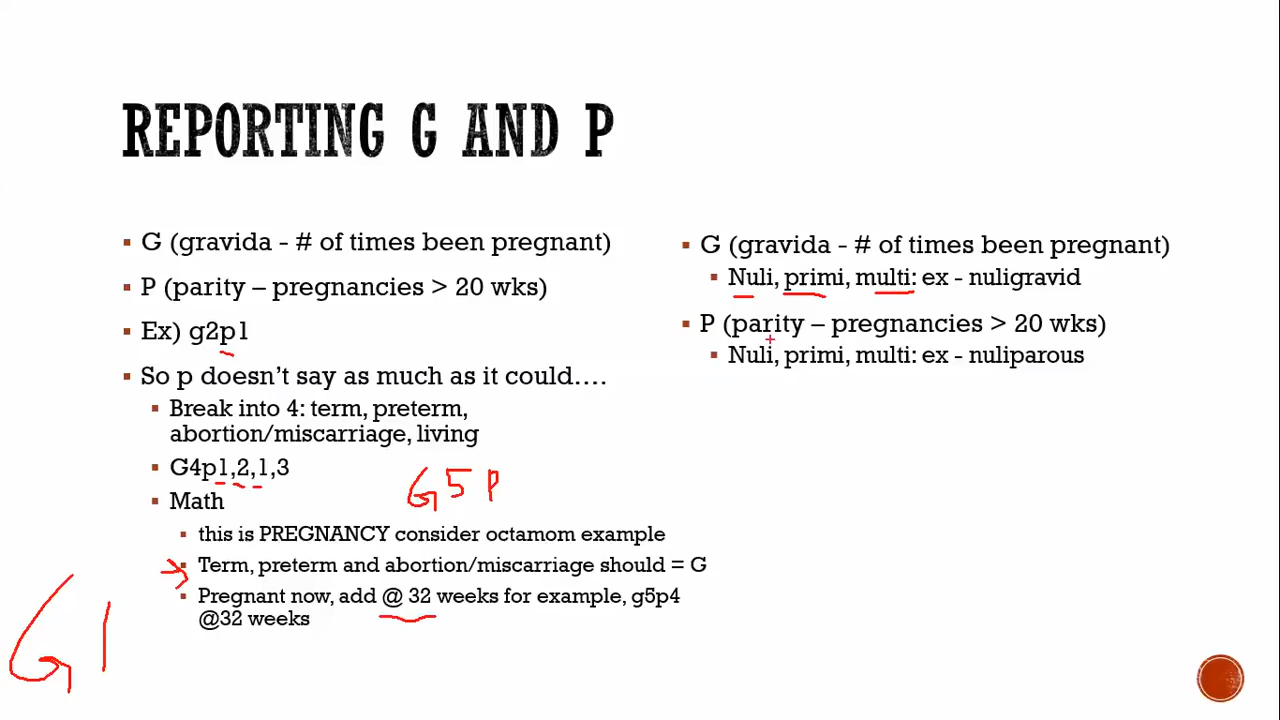 REPORTING G AND P
G (gravida - # of times been pregnant)
P (parity – pregnancies > 20 wks)
Ex) g2p1
So p doesn't say as much as it could….
Break into 4: term, preterm,
abortion/miscarriage, living
G4p1,2,1,3
G5P
Math
this is PREGNANCY consider octamom example
Term, preterm and abortion/miscarriage should = G
Pregnant now, add @ 32 weeks for example, g5p4
@32 weeks
G1
G (gravida - # of times been pregnant)
Nuli, primi, multi: ex - nuligravid
P (parity – pregnancies > 20 wks)
Nuli, primi, multi: ex - nuliparous